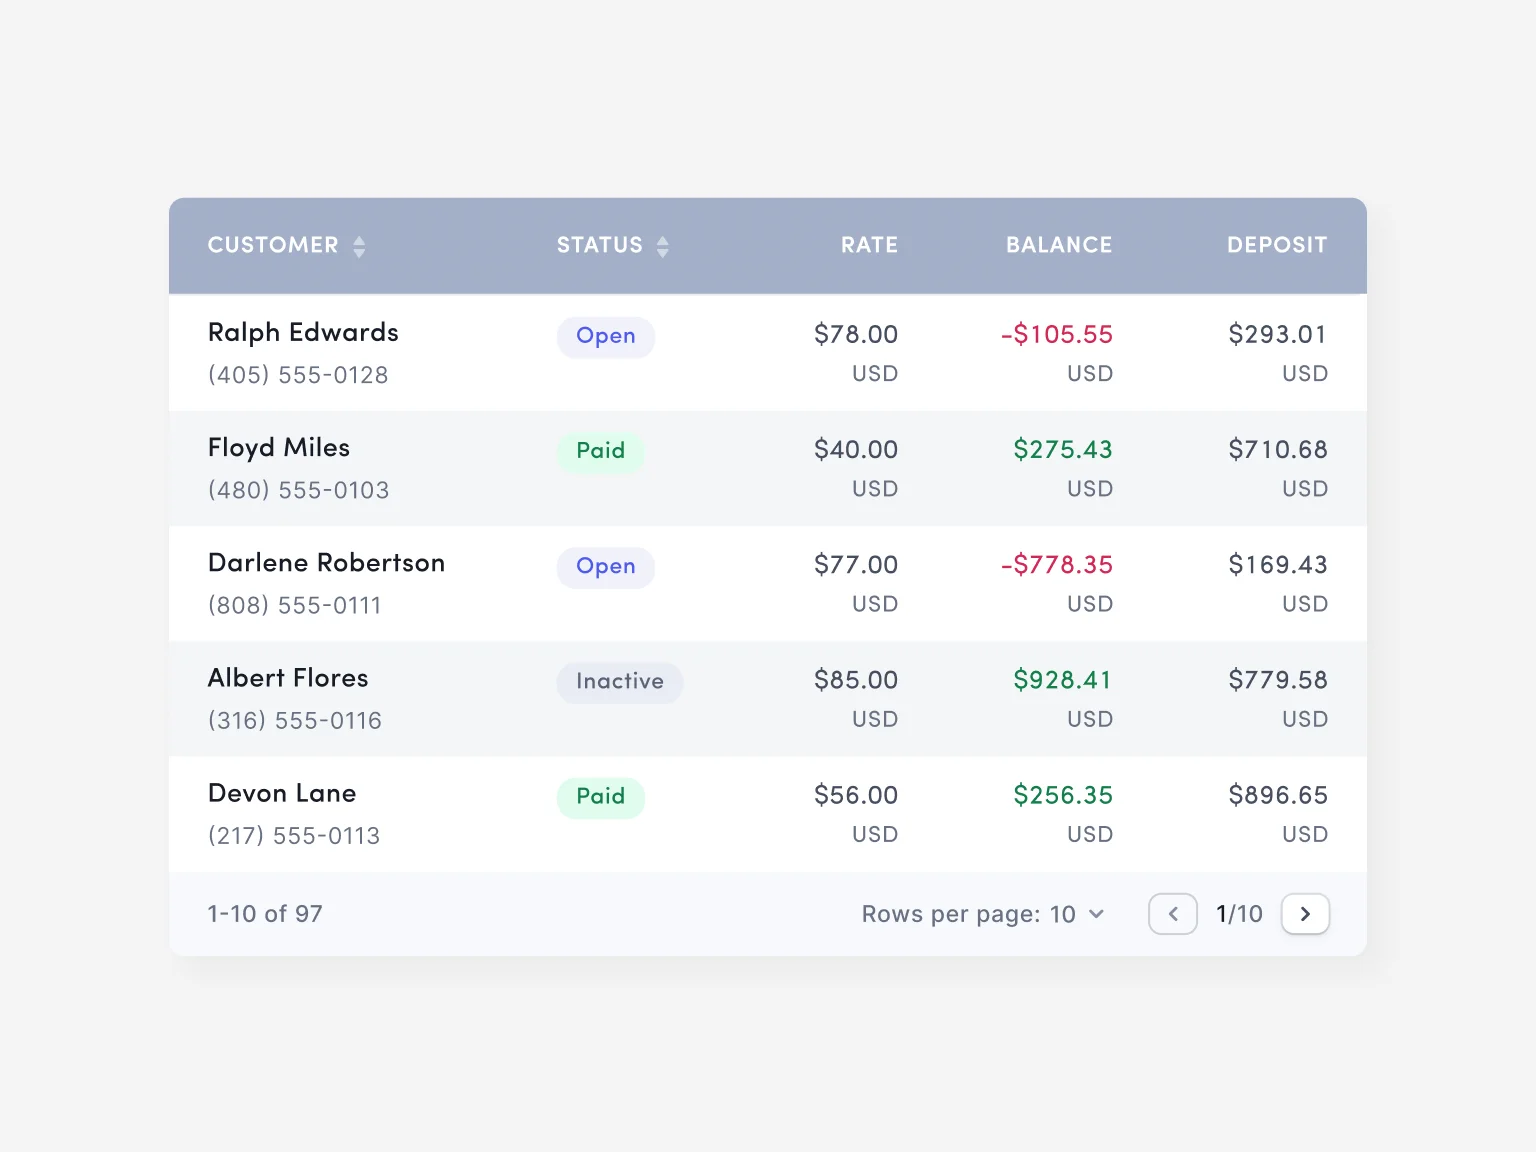 CUSTOMER STATUS RATE BALANCE DEPOSIT
Ralph Edwards Open $78.00 -$105.55 $293.01
(405) 555-0128 USD USD USD
Floyd Miles Paid $40.00 $275.43 $710.68
(480) 555-0103 USD USD USD
Darlene Robertson Open $77.00 -$778.35 $169.43
(808) 555-0111 USD USD USD
Albert Flores Inactive $85.00 $928.41 $779.58
(316) 555-0116 USD USD USD
Devon Lane Paid $56.00 $256.35 $896.65
(217) 555-0113 USD USD USD
1-10 of 97 Rows per page: 10 1/10